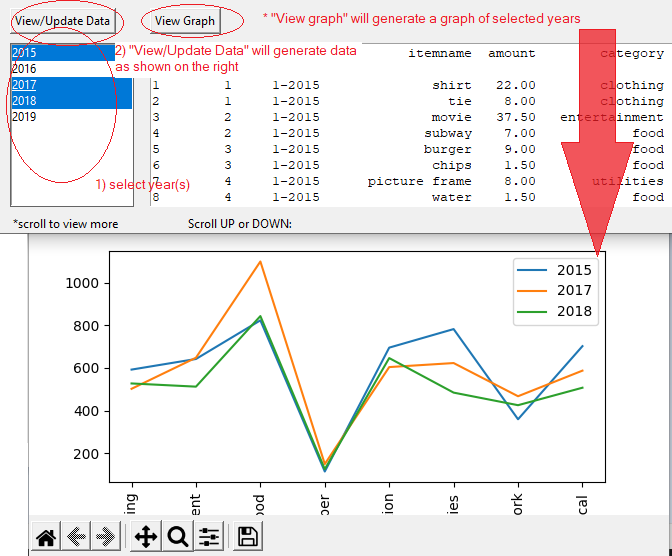 View/Update Data View Graph * "View graph" will generate a graph of selected years
2015
2016
2017
2018
2019
2) "View/Update Data" will generate data
as shown on the right
1) select year(s)
itemname amount category
1 1 1-2015 shirt 22.00 clothing
2 1 1-2015 tie 8.00 clothing
3 2 1-2015 movie 37.50 entertainment
4 2 1-2015 subway 7.00 food
5 3 1-2015 burger 9.00 food
6 3 1-2015 chips 1.50 food
7 4 1-2015 picture frame 8.00 utilities
8 4 1-2015 water 1.50 food
*scroll to view more Scroll UP or DOWN:
2015
2017
2018
1000
800
600
400
200
ing
ent
ood
ber
ion
ies
ork
cal